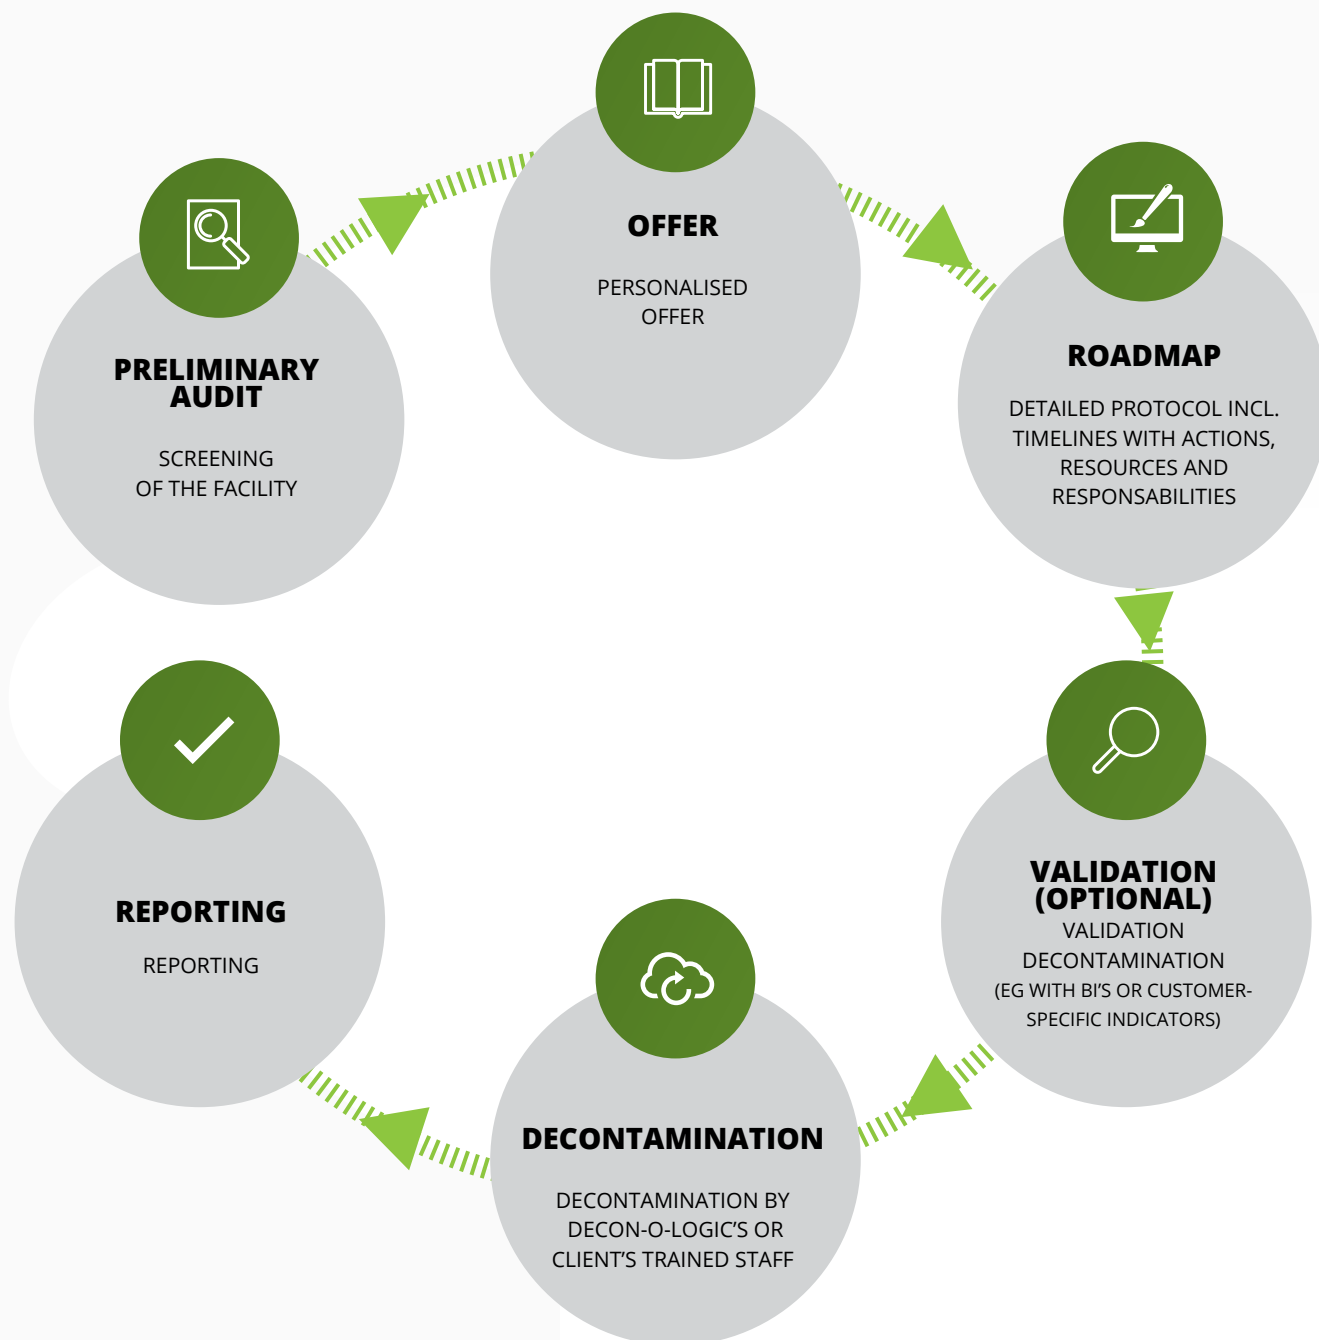 PRELIMINARY
AUDIT
SCREENING
OF THE FACILITY
OFFER
PERSONALISED
OFFER
ROADMAP
DETAILED PROTOCOL INCL.
TIMELINES WITH ACTIONS,
RESOURCES AND
RESPONSABILITIES
VALIDATION
(OPTIONAL)
VALIDATION
DECONTAMINATION
(EG WITH BI'S OR CUSTOMER-
SPECIFIC INDICATORS)
DECONTAMINATION
DECONTAMINATION BY
DECON-O-LOGIC'S OR
CLIENT'S TRAINED STAFF
REPORTING
REPORTING